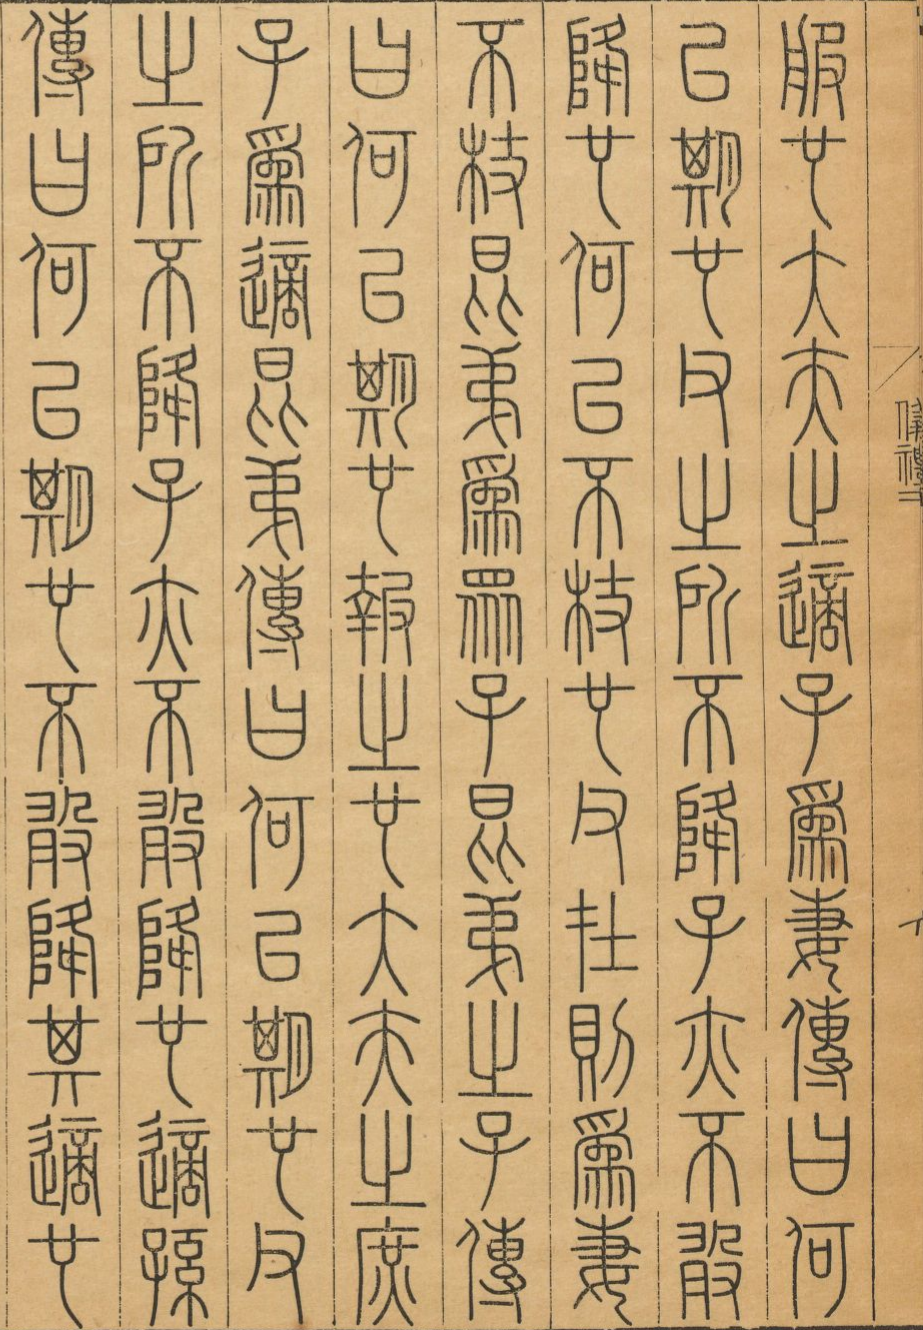 服也大夫之適子爲妻傳曰何
以期也父之所不降子亦不敢
降也何以不杖也父在則爲妻
不杖昆弟爲眾子昆弟之子傳
曰何以期也報之也大夫之庶
子爲適昆弟傳曰何以期也父
之所不降子亦不敢降也適孫
傳曰何以期也不敢降其適也